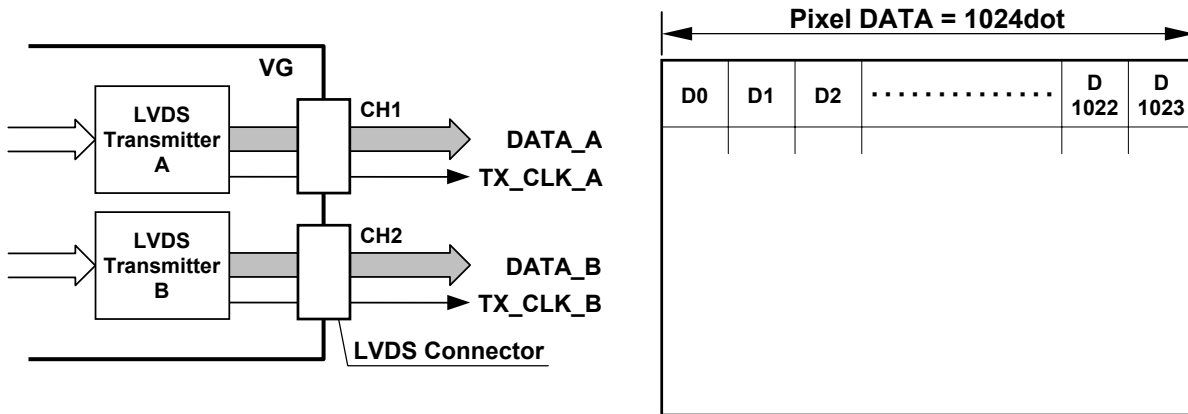 Pixel DATA = 1024dot
VG
LVDS
Transmitter
A
CH1
DATA_A
TX_CLK_A
LVDS
Transmitter
B
CH2
DATA_B
TX_CLK_B
LVDS Connector
D0 D1 D2 ............... D D
1022 1023